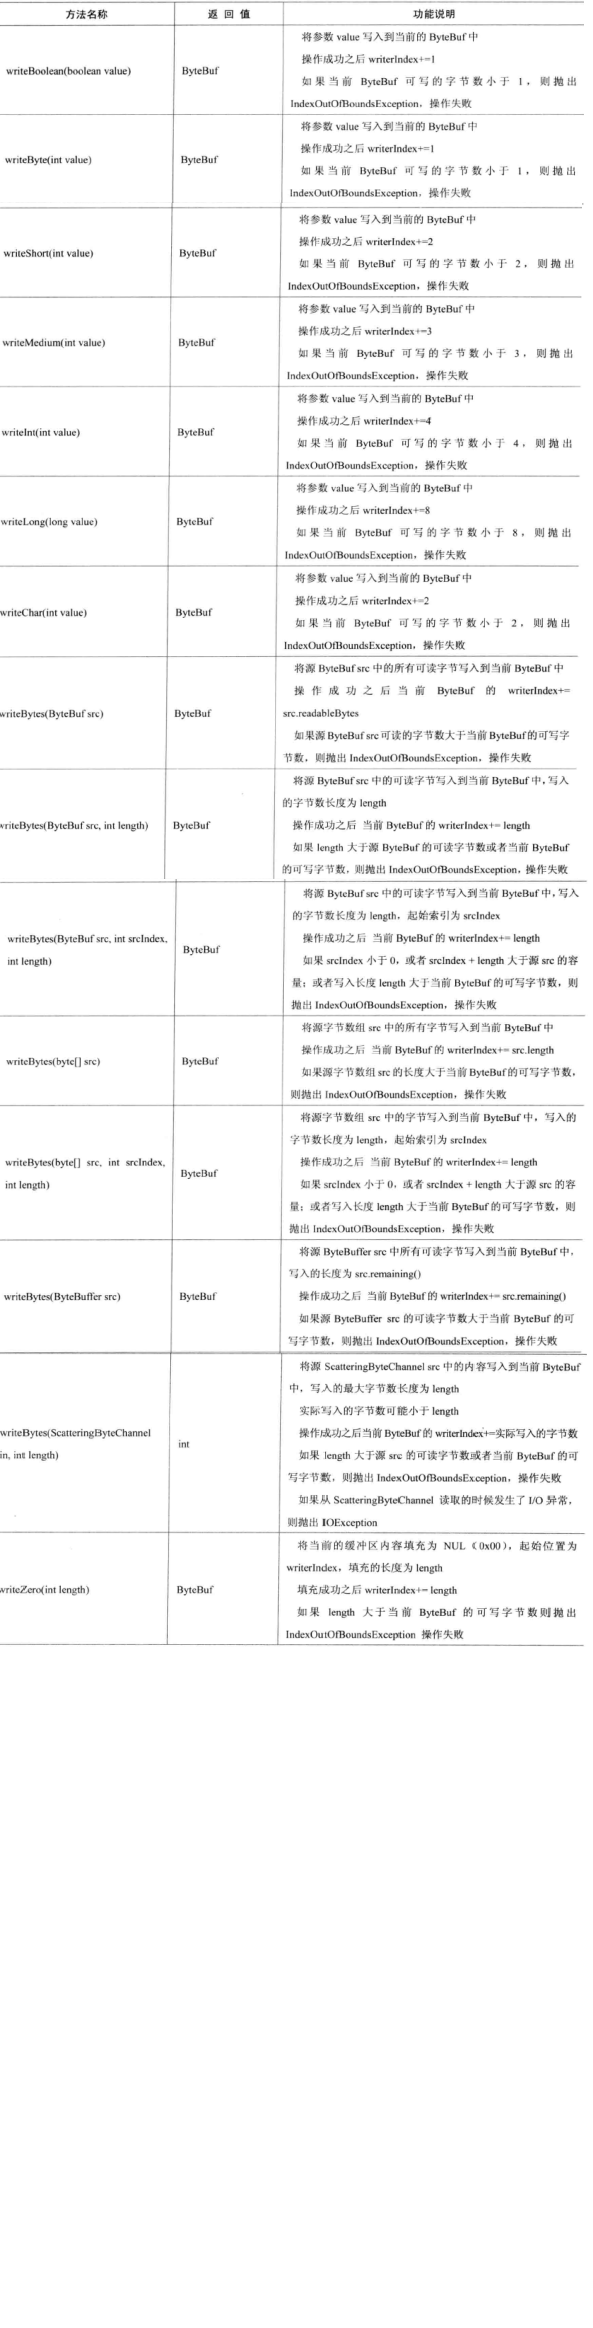 方法名称 返 回 值 功能说明
writeBoolean(boolean value) ByteBuf
将参数 value 写入到当前的 ByteBuf 中
操作成功之后 writerIndex+=1
如果当前 ByteBuf 可写的字节数小于 1，则抛出
IndexOutOfBoundsException，操作失败
writeByte(int value) ByteBuf
将参数 value 写入到当前的 ByteBuf 中
操作成功之后 writerIndex+=1
如果当前 ByteBuf 可写的字节数小于 1，则抛出
IndexOutOfBoundsException，操作失败
writeShort(int value) ByteBuf
将参数 value 写入到当前的 ByteBuf 中
操作成功之后 writerIndex+=2
如果当前 ByteBuf 可写的字节数小于 2，则抛出
IndexOutOfBoundsException，操作失败
writeMedium(int value) ByteBuf
将参数 value 写入到当前的 ByteBuf 中
操作成功之后 writerIndex+=3
如果当前 ByteBuf 可写的字节数小于 3，则抛出
IndexOutOfBoundsException，操作失败
writeInt(int value) ByteBuf
将参数 value 写入到当前的 ByteBuf 中
操作成功之后 writerIndex+=4
如果当前 ByteBuf 可写的字节数小于 4，则抛出
IndexOutOfBoundsException，操作失败
writeLong(long value) ByteBuf
将参数 value 写入到当前的 ByteBuf 中
操作成功之后 writerIndex+=8
如果当前 ByteBuf 可写的字节数小于 8，则抛出
IndexOutOfBoundsException，操作失败
writeChar(int value) ByteBuf
将参数 value 写入到当前的 ByteBuf 中
操作成功之后 writerIndex+=2
如果当前 ByteBuf 可写的字节数小于 2，则抛出
IndexOutOfBoundsException，操作失败
writeBytes(ByteBuf src) ByteBuf
将源 ByteBuf src 中的所有可读字节写入到当前 ByteBuf 中
操作成功之后当前 ByteBuf 的 writerIndex+=
src.readableBytes
如果源 ByteBuf src 可读的字节数大于当前 ByteBuf 的可写字
节数，则抛出 IndexOutOfBoundsException，操作失败
writeBytes(ByteBuf src, int length) ByteBuf
将源 ByteBuf src 中的可读字节写入到当前 ByteBuf 中，写入
的字节数长度为 length
操作成功之后 当前 ByteBuf 的 writerIndex+= length
如果 length 大于源 ByteBuf 的可读字节数或者当前 ByteBuf
的可写字节数，则抛出 IndexOutOfBoundsException，操作失败
writeBytes(ByteBuf src, int srcIndex,
int length)
ByteBuf
将源 ByteBuf src 中的可读字节写入到当前 ByteBuf 中，写入
的字节数长度为 length，起始索引为 srcIndex
操作成功之后 当前 ByteBuf 的 writerIndex+= length
如果 srcIndex 小于 0，或者 srcIndex + length 大于源 src 的容
量；或者写入长度 length 大于当前 ByteBuf 的可写字节数，则
抛出 IndexOutOfBoundsException，操作失败
writeBytes(byte[] src) ByteBuf
将源字节数组 src 中的所有字节写入到当前 ByteBuf 中
操作成功之后 当前 ByteBuf 的 writerIndex+= src.length
如果源字节数组 src 的长度大于当前 ByteBuf 的可写字节数，
则抛出 IndexOutOfBoundsException，操作失败
writeBytes(byte[] src, int srcIndex,
int length)
ByteBuf
将源字节数组 src 中的字节写入到当前 ByteBuf 中，写入的
字节数长度为 length，起始索引为 srcIndex
操作成功之后 当前 ByteBuf 的 writerIndex+= length
如果 srcIndex 小于 0，或者 srcIndex + length 大于源 src 的容
量；或者写入长度 length 大于当前 ByteBuf 的可写字节数，则
抛出 IndexOutOfBoundsException，操作失败
writeBytes(ByteBuffer src) ByteBuf
将源 ByteBuffer src 中所有可读字节写入到当前 ByteBuf 中，
写入的长度为 src.remaining()
操作成功之后 当前 ByteBuf 的 writerIndex+= src.remaining()
如果源 ByteBuffer src 的可读字节数大于当前 ByteBuf 的可
写字节数，则抛出 IndexOutOfBoundsException，操作失败
writeBytes(ScatteringByteChannel
in, int length)
int
将源 ScatteringByteChannel src 中的内容写入到当前 ByteBuf
中，写入的最大字节数长度为 length
实际写入的字节数可能小于 length
操作成功之后当前 ByteBuf 的 writerIndex+=实际写入的字节数
如果 length 大于源 src 的可读字节数或者当前 ByteBuf 的可
写字节数，则抛出 IndexOutOfBoundsException，操作失败
如果从 ScatteringByteChannel 读取的时候发生了 I/O 异常，
则抛出 IOException
writeZero(int length) ByteBuf
将当前的缓冲区内容填充为 NUL（0x00），起始位置为
writerIndex，填充的长度为 length
填充成功之后 writerIndex+= length
如果 length 大于当前 ByteBuf 的可写字节数则抛出
IndexOutOfBoundsException 操作失败